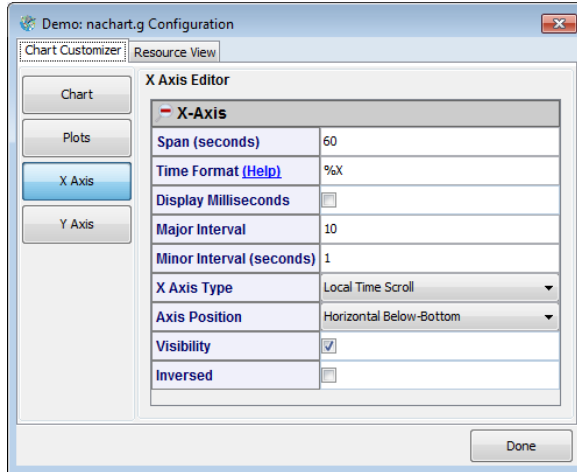 Demo: nachart.g Configuration
Chart Customizer Resource View
Chart
Plots
X Axis
Y Axis
X Axis Editor
X-Axis
Span (seconds) 60
Time Format (Help) %X
Display Milliseconds
Major Interval 10
Minor Interval (seconds) 1
X Axis Type Local Time Scroll
Axis Position Horizontal Below-Bottom
Visibility
Inversed
Done